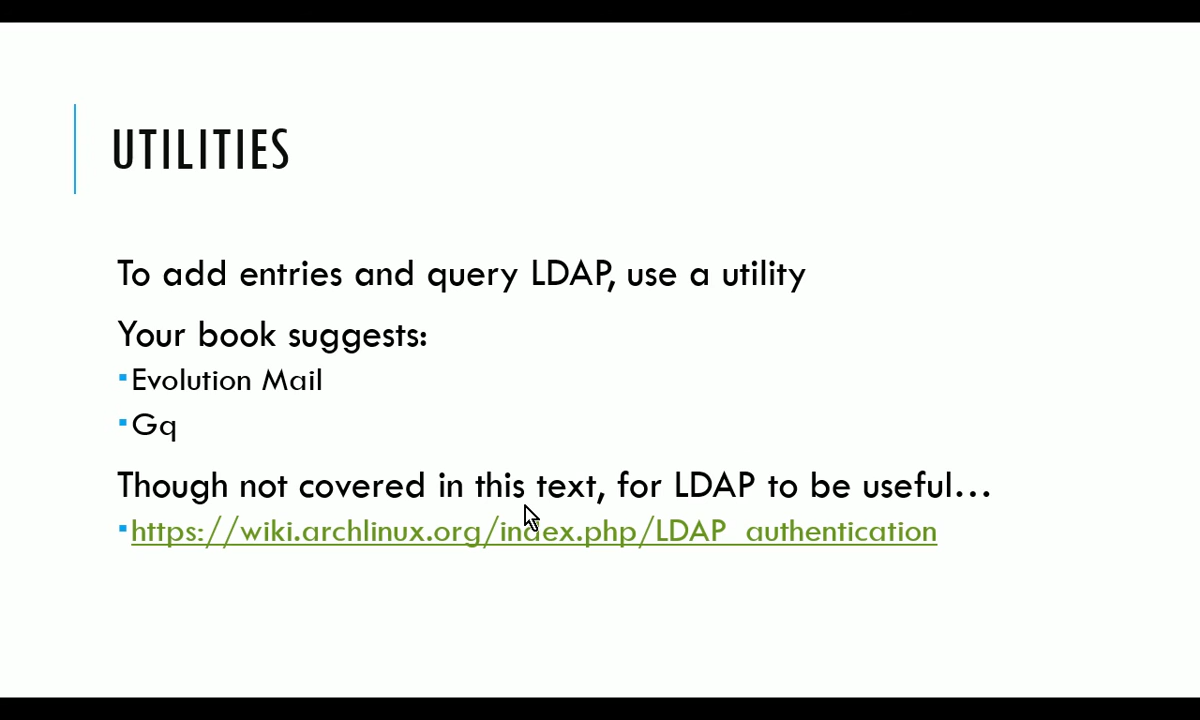 UTILITIES
To add entries and query LDAP, use a utility
Your book suggests:
▪Evolution Mail
▪Gq
Though not covered in this text, for LDAP to be useful…
▪https://wiki.archlinux.org/index.php/LDAP_authentication